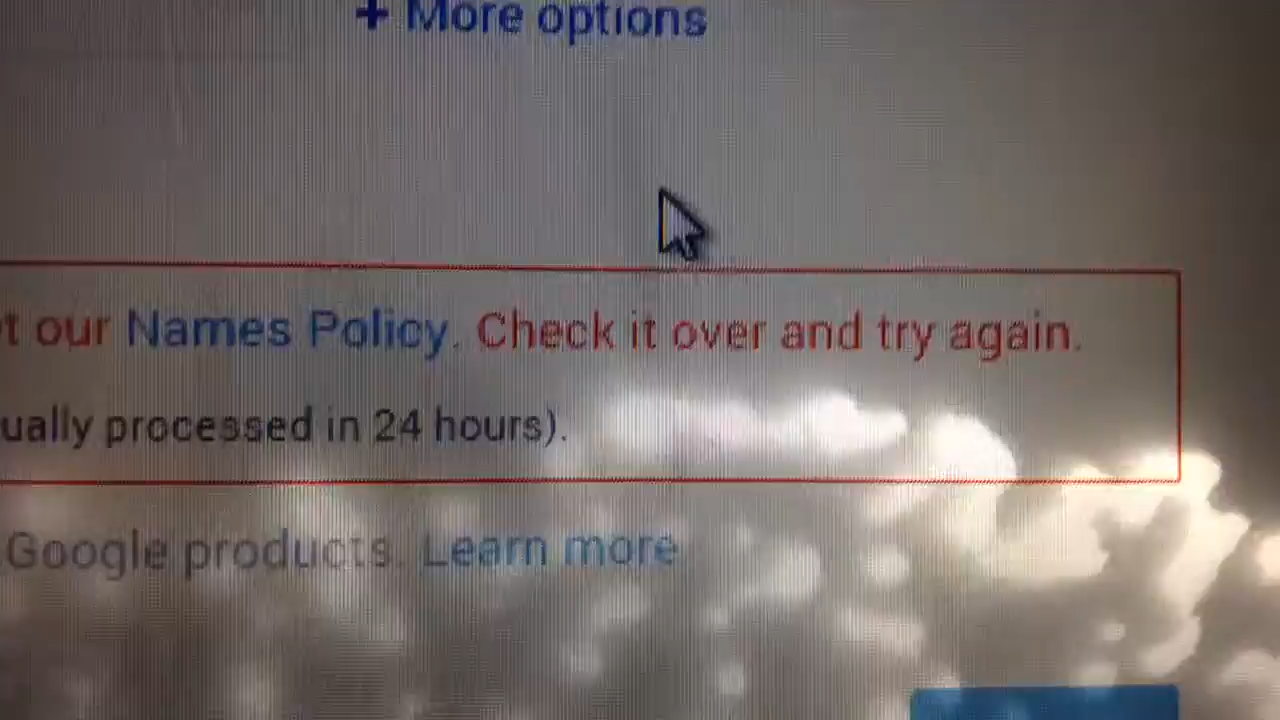 + More options
our Names Policy. Check it over and try again.
processed in 24 hours).
Google products. Learn more